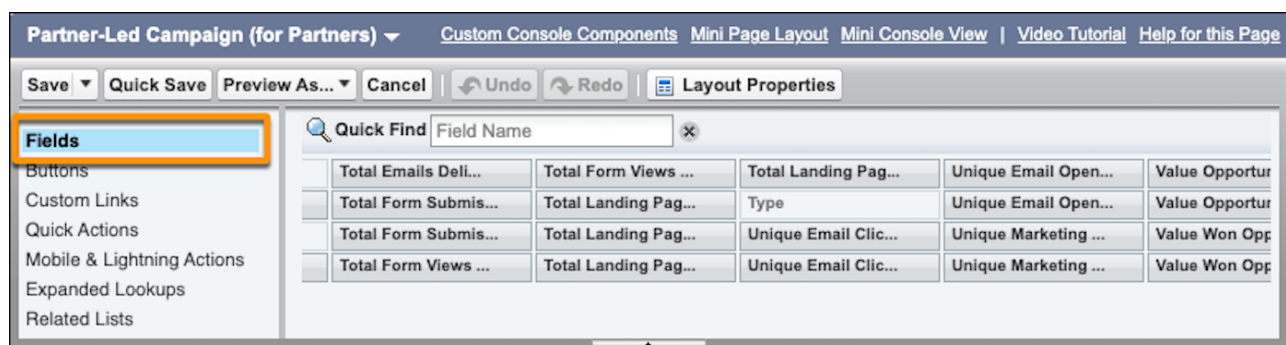 Partner-Led Campaign (for Partners) Custom Console Components Mini Page Layout Mini Console View | Video Tutorial Help for this Page
Save Quick Save Preview As... Cancel Undo Redo Layout Properties
Quick Find Field Name
Fields
Buttons
Custom Links
Quick Actions
Mobile & Lightning Actions
Expanded Lookups
Related Lists
Total Emails Deli... Total Form Views ... Total Landing Pag... Unique Email Open... Value Opportun
Total Form Submis... Total Landing Pag... Type Unique Email Open... Value Opportun
Total Form Submis... Total Landing Pag... Unique Email Clic... Unique Marketing ... Value Won Opp
Total Form Views ... Total Landing Pag... Unique Email Clic... Unique Marketing ... Value Won Opp